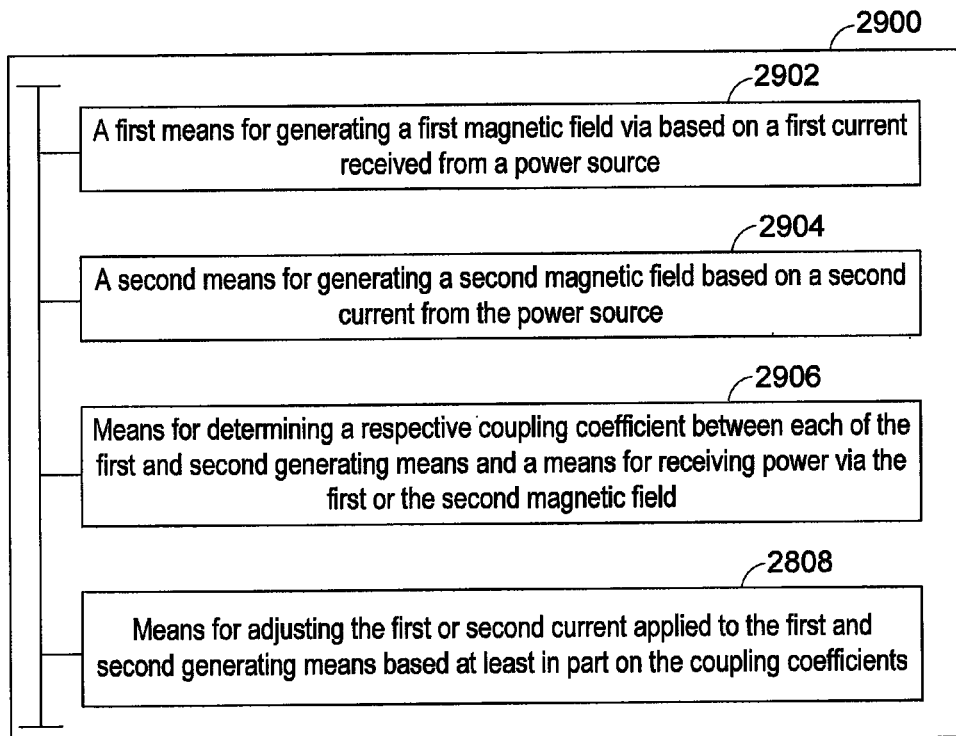 2900
2902
A first means for generating a first magnetic field via based on a first current
received from a power source
2904
A second means for generating a second magnetic field based on a second
current from the power source
2906
Means for determining a respective coupling coefficient between each of the
first and second generating means and a means for receiving power via the
first or the second magnetic field
2808
Means for adjusting the first or second current applied to the first and
second generating means based at least in part on the coupling coefficients